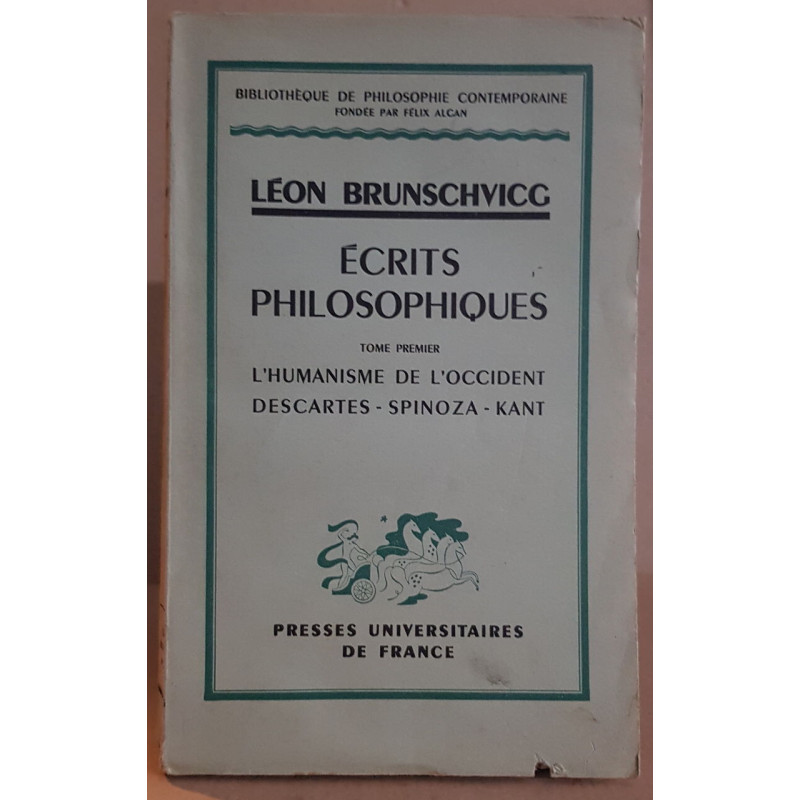 BIBLIOTHÈQUE DE PHILOSOPHIE CONTEMPORAINE
FONDÉE PAR FÉLIX ALCAN
LÉON BRUNSCHVICG
ÉCRITS
PHILOSOPHIQUES
TOME PREMIER
L'HUMANISME DE L'OCCIDENT
DESCARTES - SPINOZA - KANT
PRESSES UNIVERSITAIRES
DE FRANCE